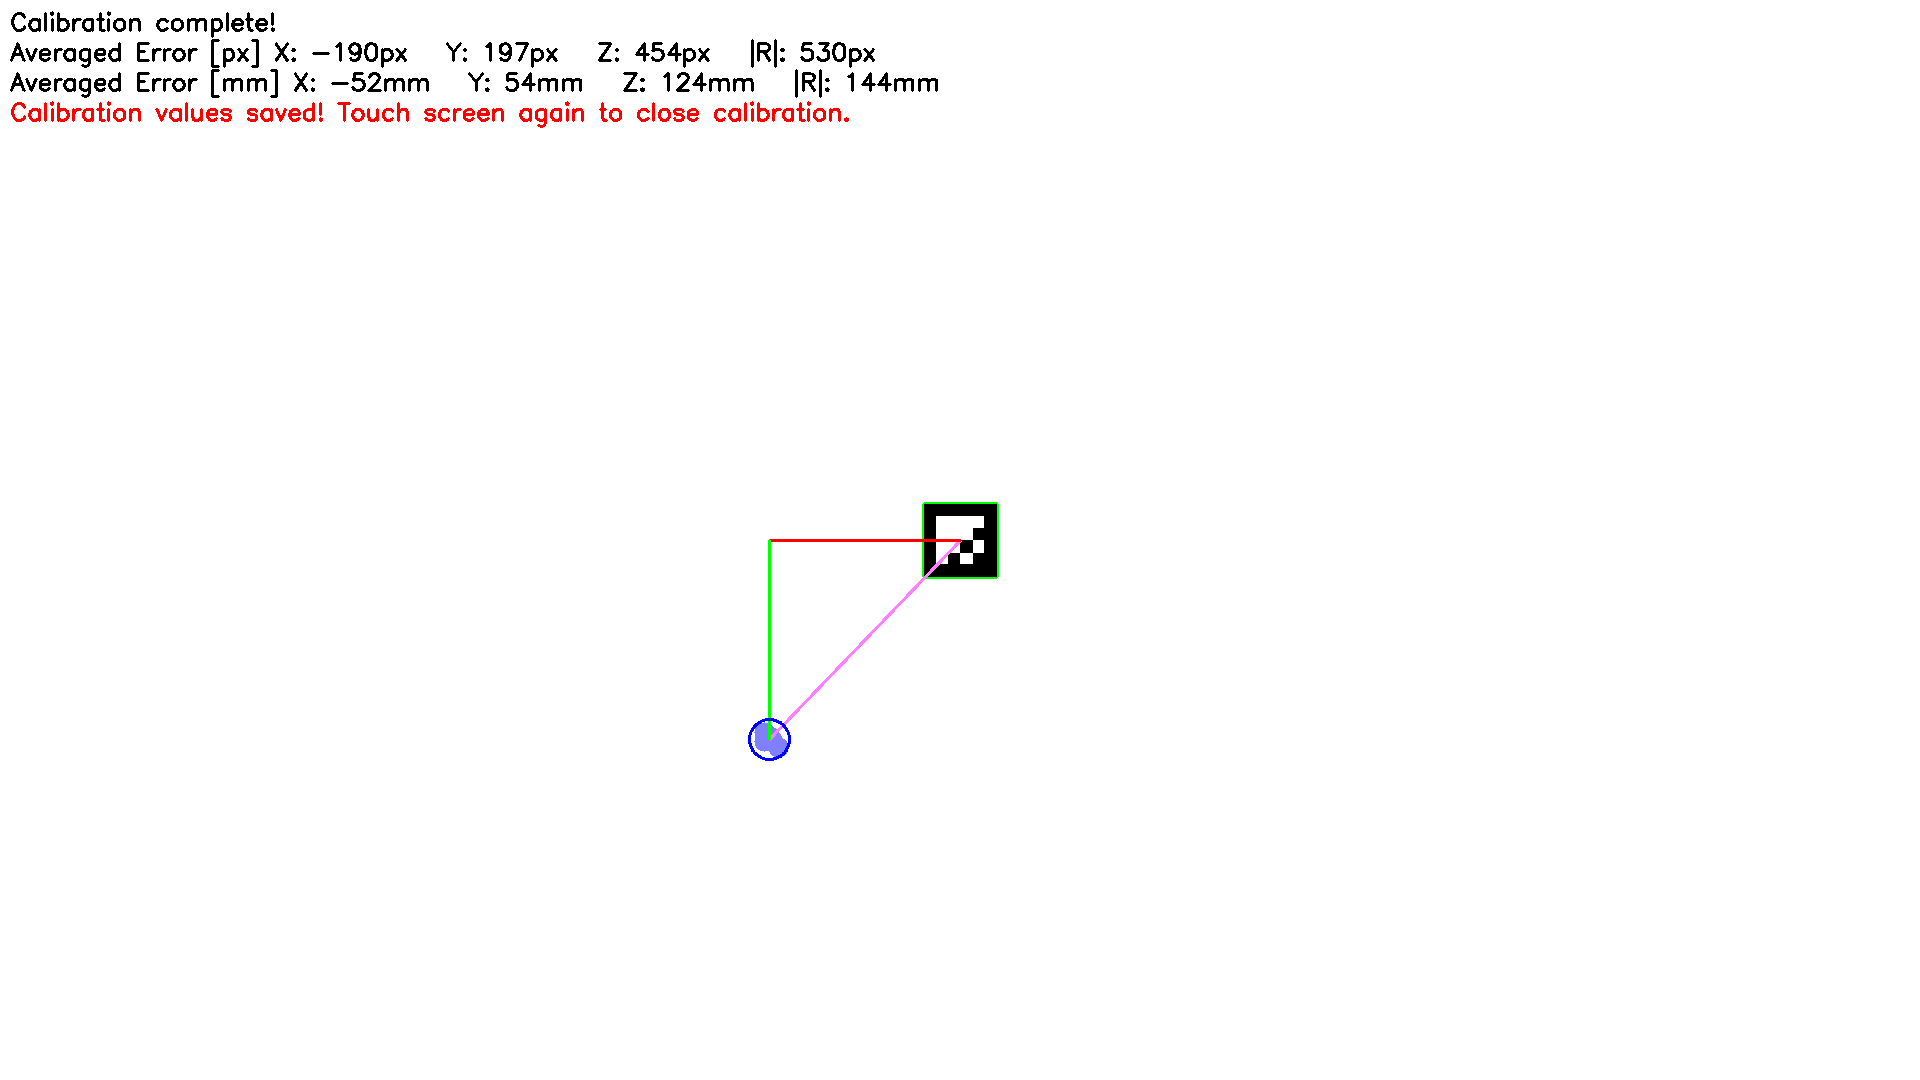 Calibration complete!
Averaged Error [px] X: -190px Y: 197px Z: 454px |R|: 530px
Averaged Error [mm] X: -52mm Y: 54mm Z: 124mm |R|: 144mm
Calibration values saved! Touch screen again to close calibration.